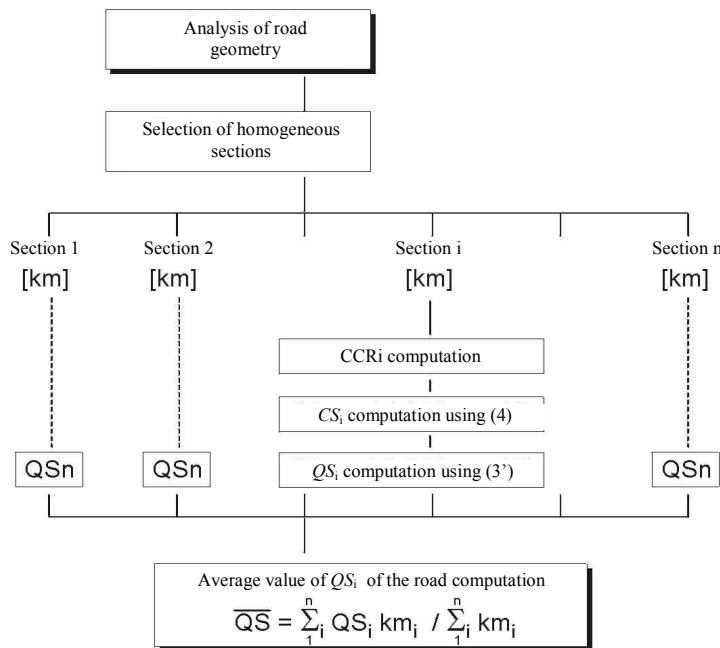 Analysis of road
geometry
Selection of homogeneous
sections
Section 1 Section 2 Section i Section n
[km] [km] [km] [km]
CCRi computation
CSi computation using (4)
QSn QSn QSi computation using (3’) QSn
Average value of QSi of the road computation
Q̅S̅ = n∑1 i QSi kmi / n∑1 i kmi